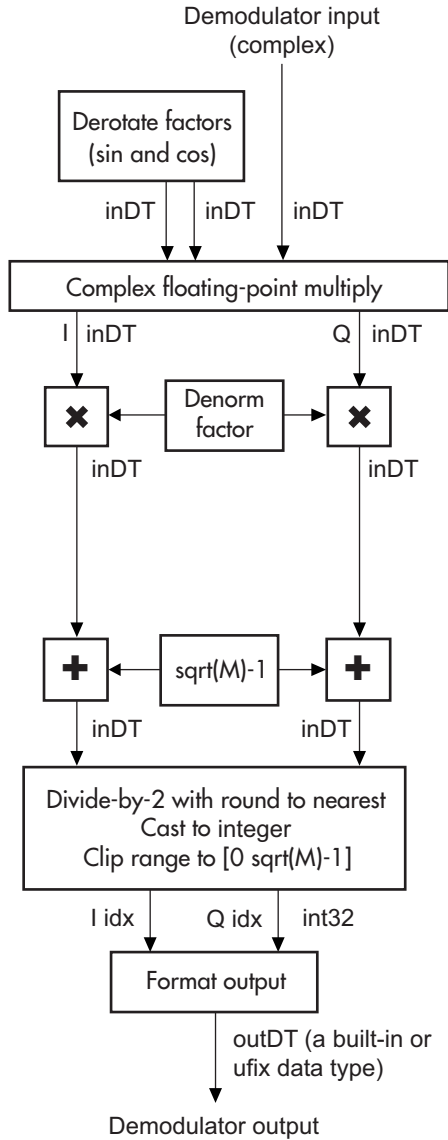 Demodulator input
(complex)
Derotate factors
(sin and cos)
inDT inDT inDT
Complex floating-point multiply
I inDT Q inDT
✖ Denorm factor ✖
inDT inDT
+ sqrt(M)-1 +
inDT inDT
Divide-by-2 with round to nearest
Cast to integer
Clip range to [0 sqrt(M)-1]
I idx Q idx int32
Format output
outDT (a built-in or
ufix data type)
Demodulator output